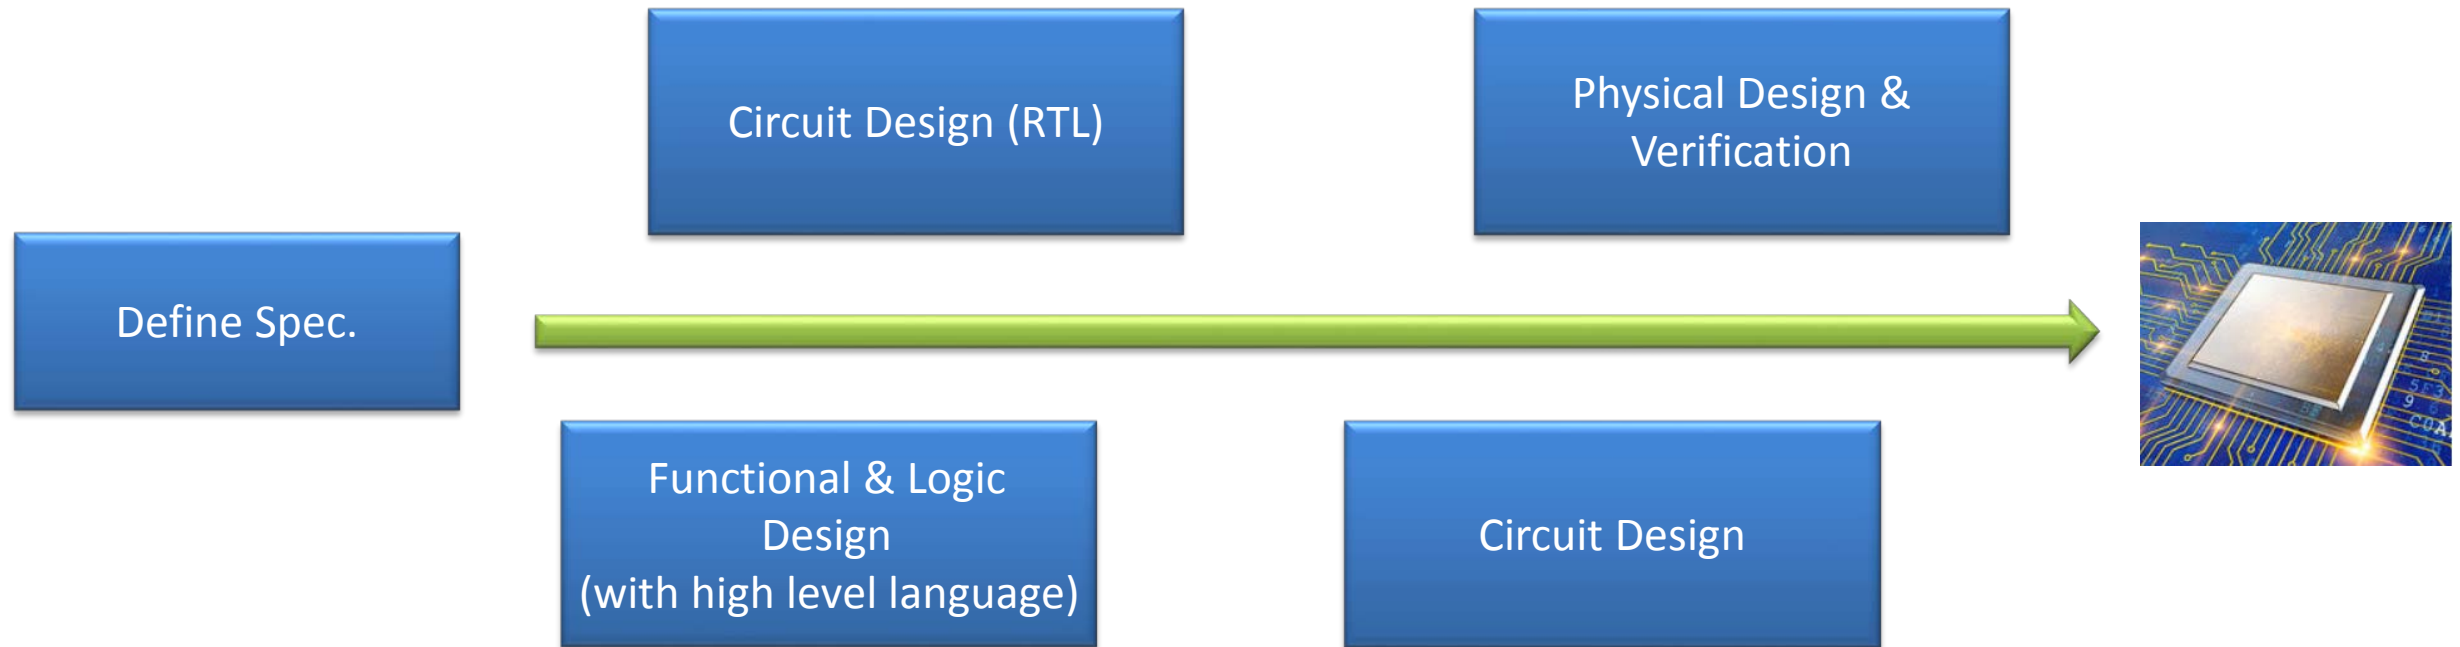 Circuit Design (RTL)
Physical Design &
Verification
Define Spec.
Functional & Logic
Design
(with high level language)
Circuit Design